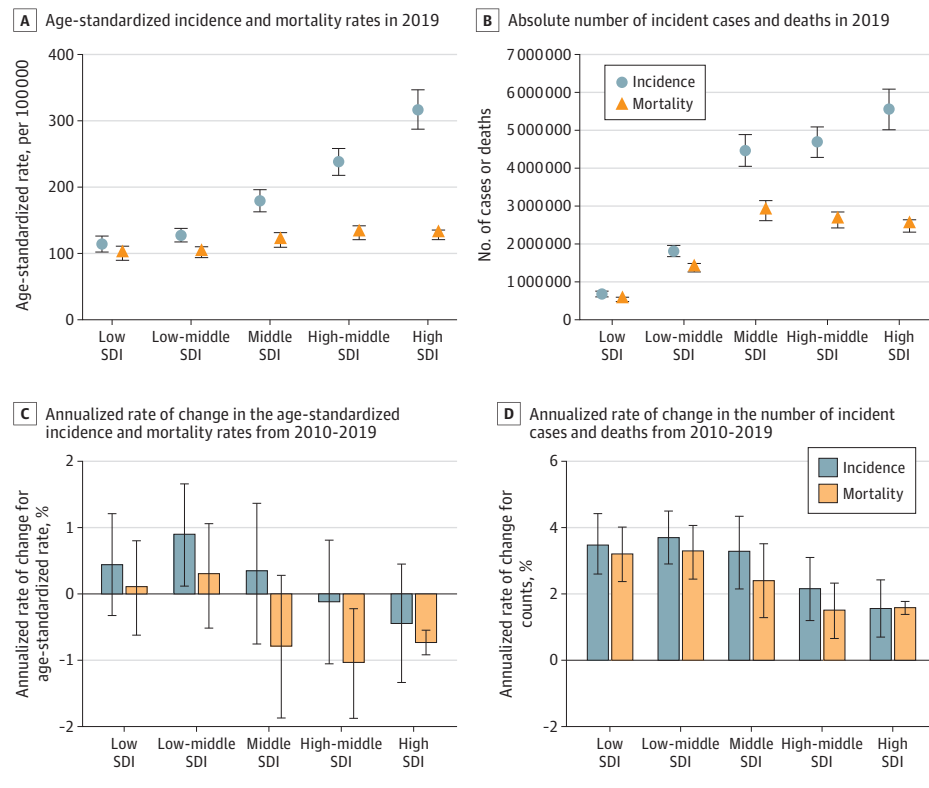 A Age-standardized incidence and mortality rates in 2019
Age-standardized rate, per 100000
400
300
200
100
0
Low SDI
Low-middle SDI
Middle SDI
High-middle SDI
High SDI
B Absolute number of incident cases and deaths in 2019
No. of cases or deaths
7000000
6000000
5000000
4000000
3000000
2000000
1000000
0
Incidence
Mortality
Low SDI
Low-middle SDI
Middle SDI
High-middle SDI
High SDI
C Annualized rate of change in the age-standardized
incidence and mortality rates from 2010-2019
Annualized rate of change for
age-standardized rate, %
2
1
0
-1
-2
Low SDI
Low-middle SDI
Middle SDI
High-middle SDI
High SDI
D Annualized rate of change in the number of incident
cases and deaths from 2010-2019
Annualized rate of change for
counts, %
6
4
2
0
-2
Incidence
Mortality
Low SDI
Low-middle SDI
Middle SDI
High-middle SDI
High SDI